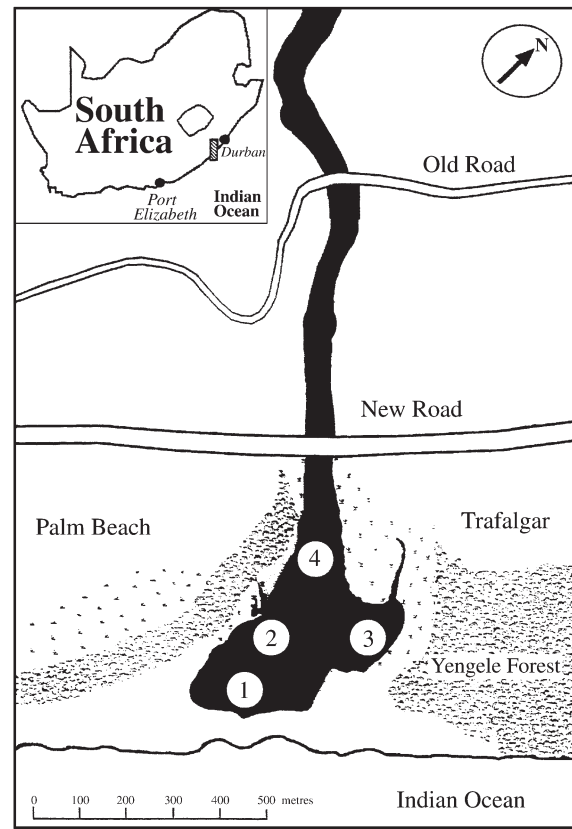 N
South
Africa
Durban
Port
Elizabeth
Indian
Ocean
Old Road
New Road
Palm Beach
Trafalgar
4
2
3
Yengele Forest
1
0 100 200 300 400 500 metres
Indian Ocean